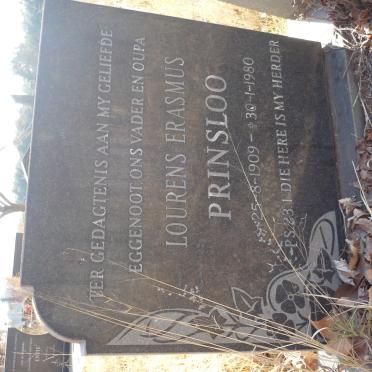 TER GEDAGTENIS AAN MY GELIEFDE
EGGENOOT ONS VADER EN OUPA
LOURENS ERASMUS
PRINSLOO
✶ 25-8-1909 – ✝ 30-1-1980
PS. 23:1 DIE HERE IS MY HERDER